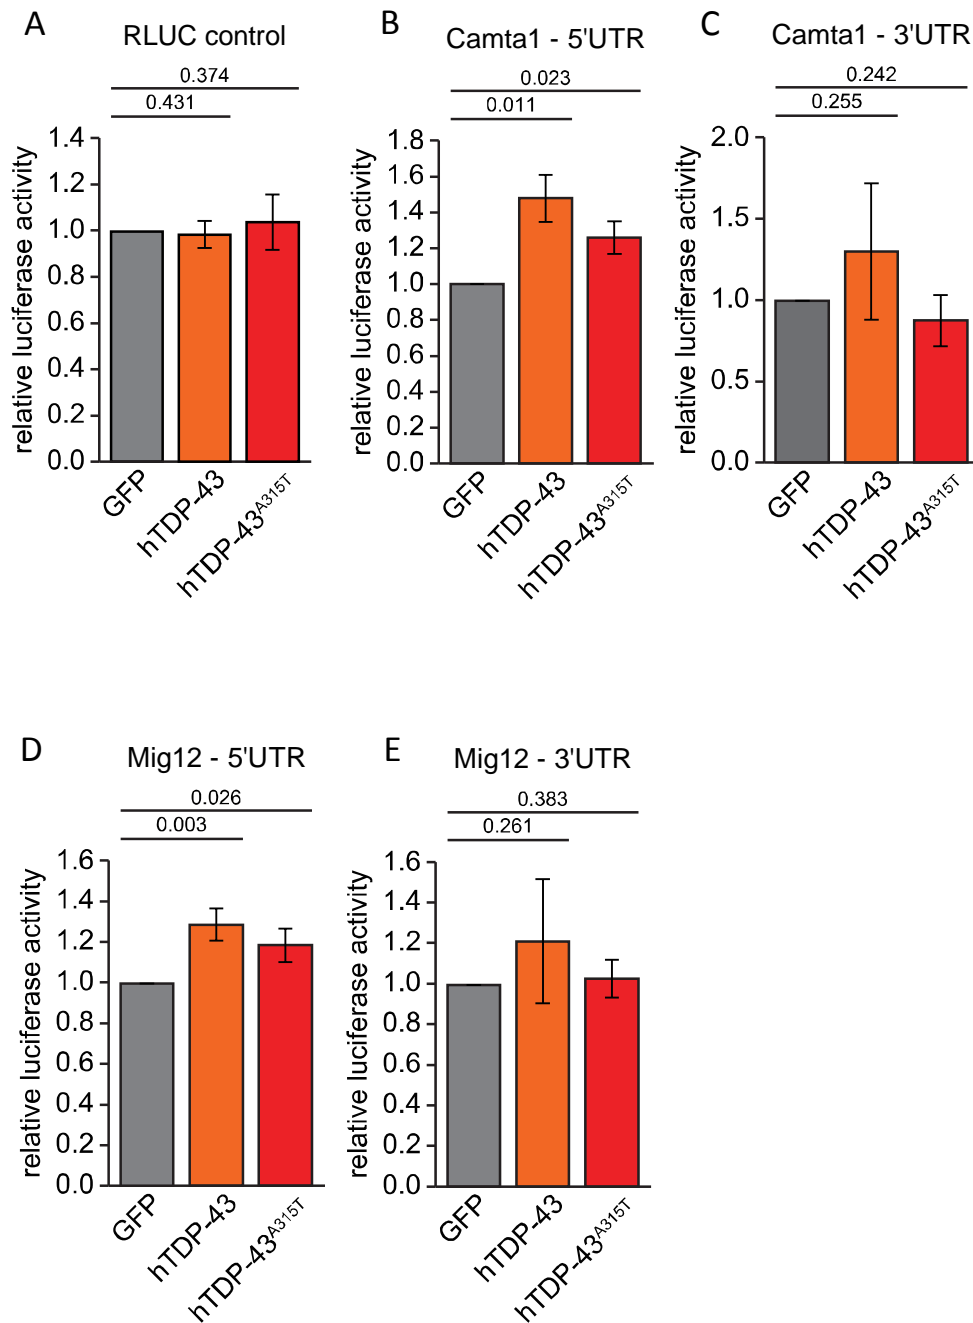 A
RLUC control
0.374
0.431
relative luciferase activity
1.4
1.2
1.0
0.8
0.6
0.4
0.2
0.0
GFP
hTDP-43
hTDP-43A315T
B
Camta1 - 5'UTR
0.023
0.011
relative luciferase activity
1.8
1.6
1.4
1.2
1.0
0.8
0.6
0.4
0.2
0.0
GFP
hTDP-43
hTDP-43A315T
C
Camta1 - 3'UTR
0.242
0.255
relative luciferase activity
2.0
1.5
1.0
0.5
0.0
GFP
hTDP-43
hTDP-43A315T
D
Mig12 - 5'UTR
0.026
0.003
relative luciferase activity
1.6
1.4
1.2
1.0
0.8
0.6
0.4
0.2
0.0
GFP
hTDP-43
hTDP-43A315T
E
Mig12 - 3'UTR
0.383
0.261
relative luciferase activity
1.6
1.4
1.2
1.0
0.8
0.6
0.4
0.2
0.0
GFP
hTDP-43
hTDP-43A315T